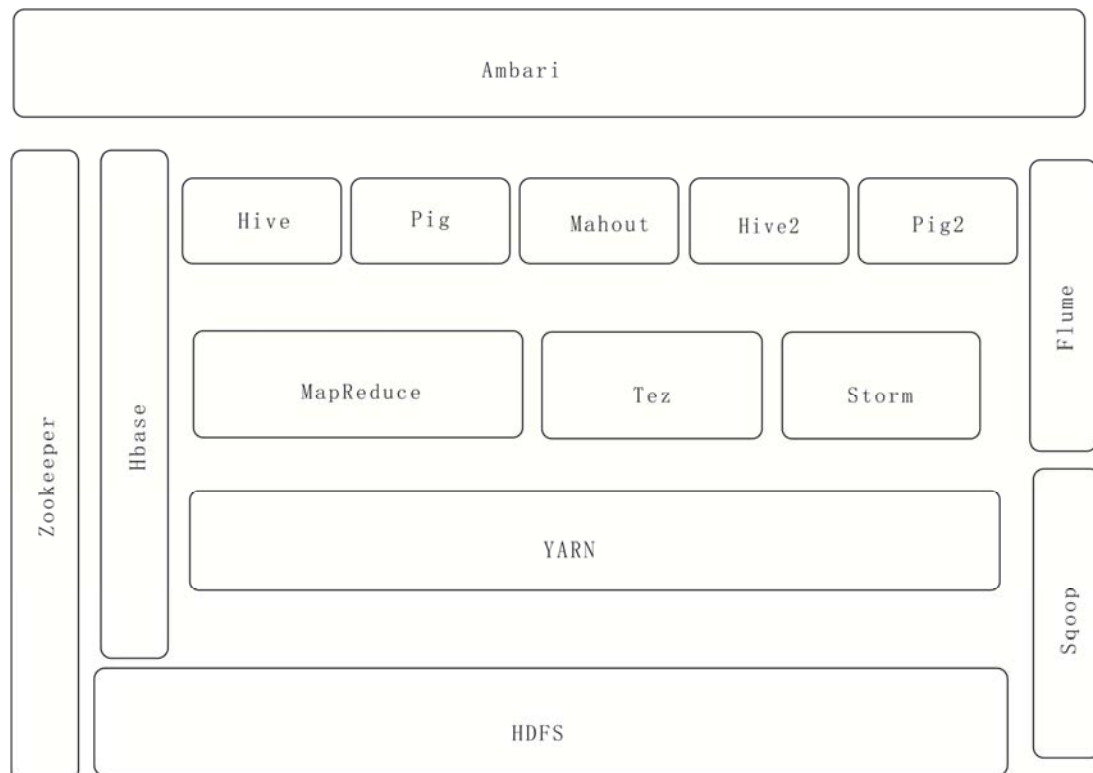 Ambari
Zookeeper
Hbase
Hive
Pig
Mahout
Hive2
Pig2
Flume
MapReduce
Tez
Storm
YARN
Sqoop
HDFS